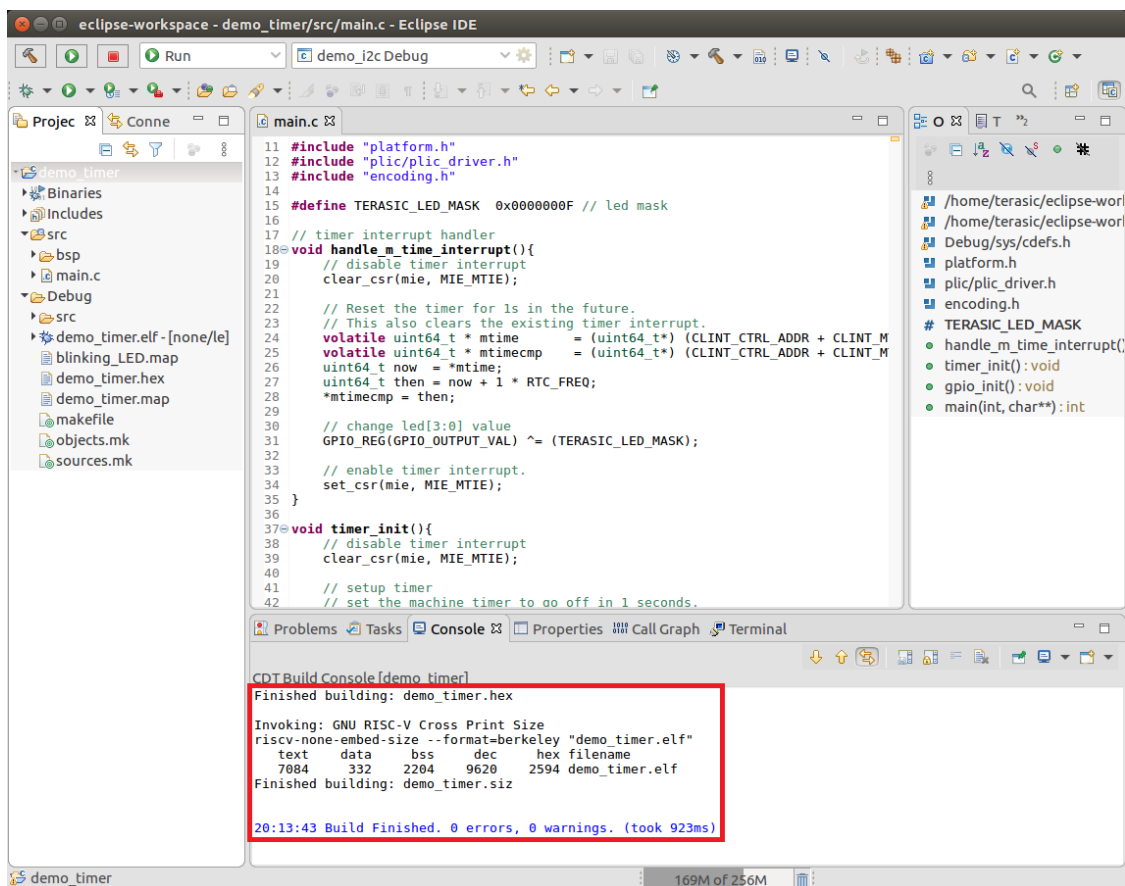 eclipse-workspace - demo_timer/src/main.c - Eclipse IDE
Run
demo_i2c Debug
Projec
Conne
demo_timer
Binaries
Includes
src
bsp
main.c
Debug
src
demo_timer.elf - [none/le]
blinking_LED.map
demo_timer.hex
demo_timer.map
makefile
objects.mk
sources.mk
main.c
11 #include "platform.h"
12 #include "plic/plic_driver.h"
13 #include "encoding.h"
14
15 #define TERASIC_LED_MASK  0x0000000F // led mask
16
17 // timer interrupt handler
18 void handle_m_time_interrupt(){
19     // disable timer interrupt
20     clear_csr(mie, MIE_MTIE);
21
22     // Reset the timer for 1s in the future.
23     // This also clears the existing timer interrupt.
24     volatile uint64_t * mtime       = (uint64_t*) (CLINT_CTRL_ADDR + CLINT_M
25     volatile uint64_t * mtimecmp    = (uint64_t*) (CLINT_CTRL_ADDR + CLINT_M
26     uint64_t now  = *mtime;
27     uint64_t then = now + 1 * RTC_FREQ;
28     *mtimecmp = then;
29
30     // change led[3:0] value
31     GPIO_REG(GPIO_OUTPUT_VAL) ^= (TERASIC_LED_MASK);
32
33     // enable timer interrupt.
34     set_csr(mie, MIE_MTIE);
35 }
36
37 void timer_init(){
38     // disable timer interrupt
39     clear_csr(mie, MIE_MTIE);
40
41     // setup timer
42     // set the machine timer to go off in 1 seconds.
O
T
»2
/home/terasic/eclipse-worl
/home/terasic/eclipse-worl
Debug/sys/cdefs.h
platform.h
plic/plic_driver.h
encoding.h
# TERASIC_LED_MASK
handle_m_time_interrupt()
timer_init() : void
gpio_init() : void
main(int, char**) : int
Problems Tasks Console Properties Call Graph Terminal
CDT Build Console [demo_timer]
Finished building: demo_timer.hex
Invoking: GNU RISC-V Cross Print Size
riscv-none-embed-size --format=berkeley "demo_timer.elf"
text    data    bss    dec    hex filename
7084    332    2204    9620    2594 demo_timer.elf
Finished building: demo_timer.siz
20:13:43 Build Finished. 0 errors, 0 warnings. (took 923ms)
demo_timer
169M of 256M